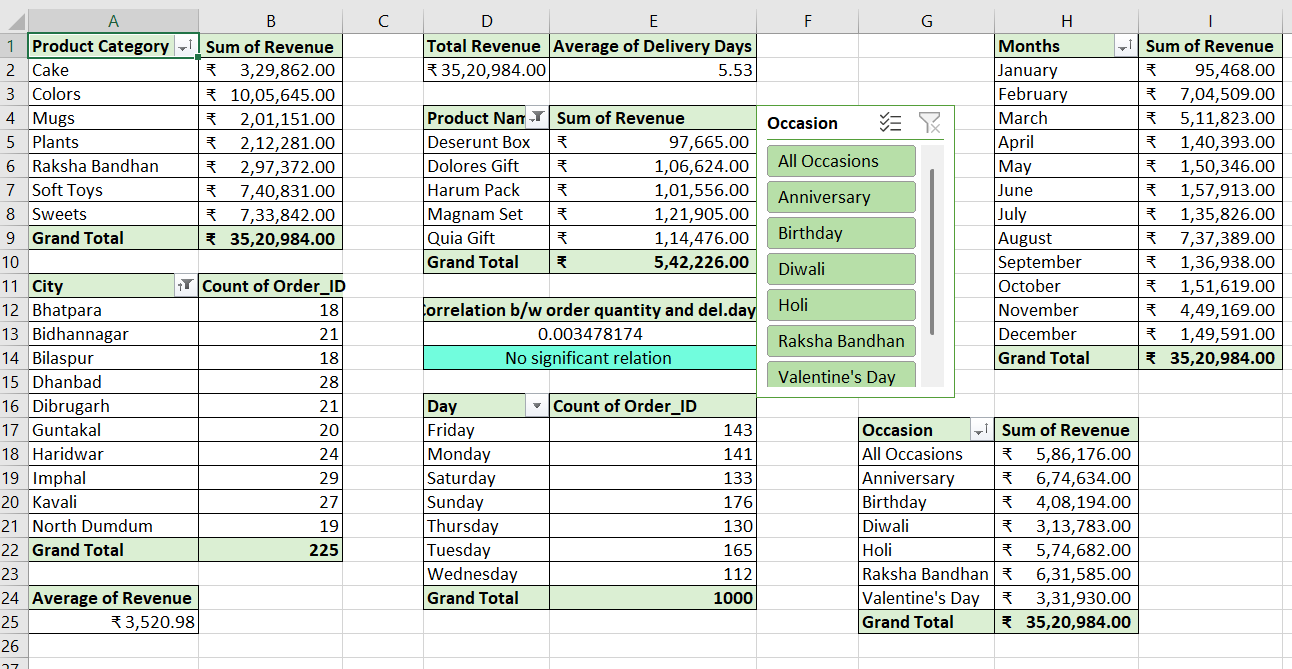 A B C D E F G H I
1 Product Category Sum of Revenue Total Revenue Average of Delivery Days Months Sum of Revenue
2 Cake ₹ 3,29,862.00 ₹ 35,20,984.00 5.53 January ₹ 95,468.00
3 Colors ₹ 10,05,645.00 February ₹ 7,04,509.00
4 Mugs ₹ 2,01,151.00 Product Nam Sum of Revenue Occasion March ₹ 5,11,823.00
5 Plants ₹ 2,12,281.00 Deserunt Box ₹ 97,665.00 April ₹ 1,40,393.00
6 Raksha Bandhan ₹ 2,97,372.00 Dolores Gift ₹ 1,06,624.00 All Occasions May ₹ 1,50,346.00
7 Soft Toys ₹ 7,40,831.00 Harum Pack ₹ 1,01,556.00 Anniversary June ₹ 1,57,913.00
8 Sweets ₹ 7,33,842.00 Magnam Set ₹ 1,21,905.00 July ₹ 1,35,826.00
9 Grand Total ₹ 35,20,984.00 Quia Gift ₹ 1,14,476.00 Birthday August ₹ 7,37,389.00
10 Grand Total ₹ 5,42,226.00 Diwali September ₹ 1,36,938.00
11 City Count of Order_ID October ₹ 1,51,619.00
12 Bhatpara 18 Correlation b/w order quantity and del.day Holi November ₹ 4,49,169.00
13 Bidhannagar 21 0.003478174 Raksha Bandhan December ₹ 1,49,591.00
14 Bilaspur 18 No significant relation Grand Total ₹ 35,20,984.00
15 Dhanbad 28 Valentine's Day
16 Dibrugarh 21 Day Count of Order_ID
17 Guntakal 20 Friday 143 Occasion Sum of Revenue
18 Haridwar 24 Monday 141 All Occasions ₹ 5,86,176.00
19 Imphal 29 Saturday 133 Anniversary ₹ 6,74,634.00
20 Kavali 27 Sunday 176 Birthday ₹ 4,08,194.00
21 North Dumdum 19 Thursday 130 Diwali ₹ 3,13,783.00
22 Grand Total 225 Tuesday 165 Holi ₹ 5,74,682.00
23 Wednesday 112 Raksha Bandhan ₹ 6,31,585.00
24 Average of Revenue Grand Total 1000 Valentine's Day ₹ 3,31,930.00
25 ₹ 3,520.98 Grand Total ₹ 35,20,984.00
26
27